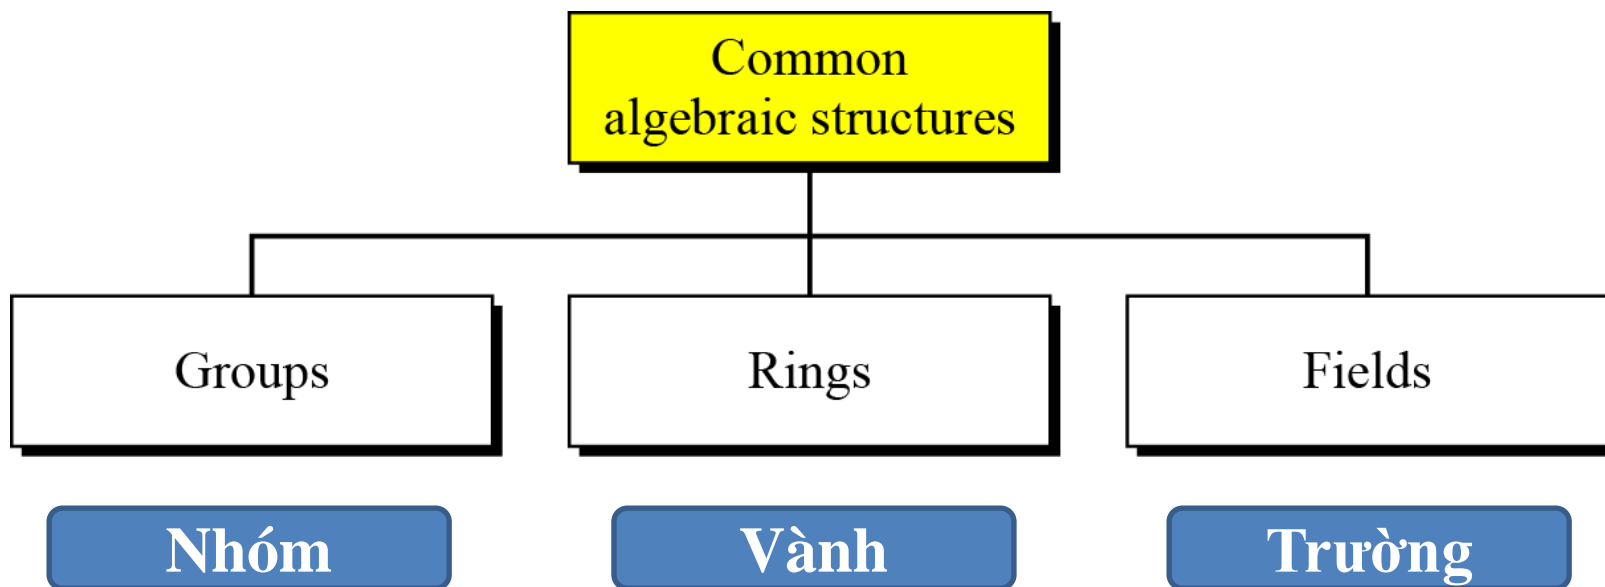 Common
algebraic structures
Groups
Rings
Fields
Nhóm
Vành
Trường